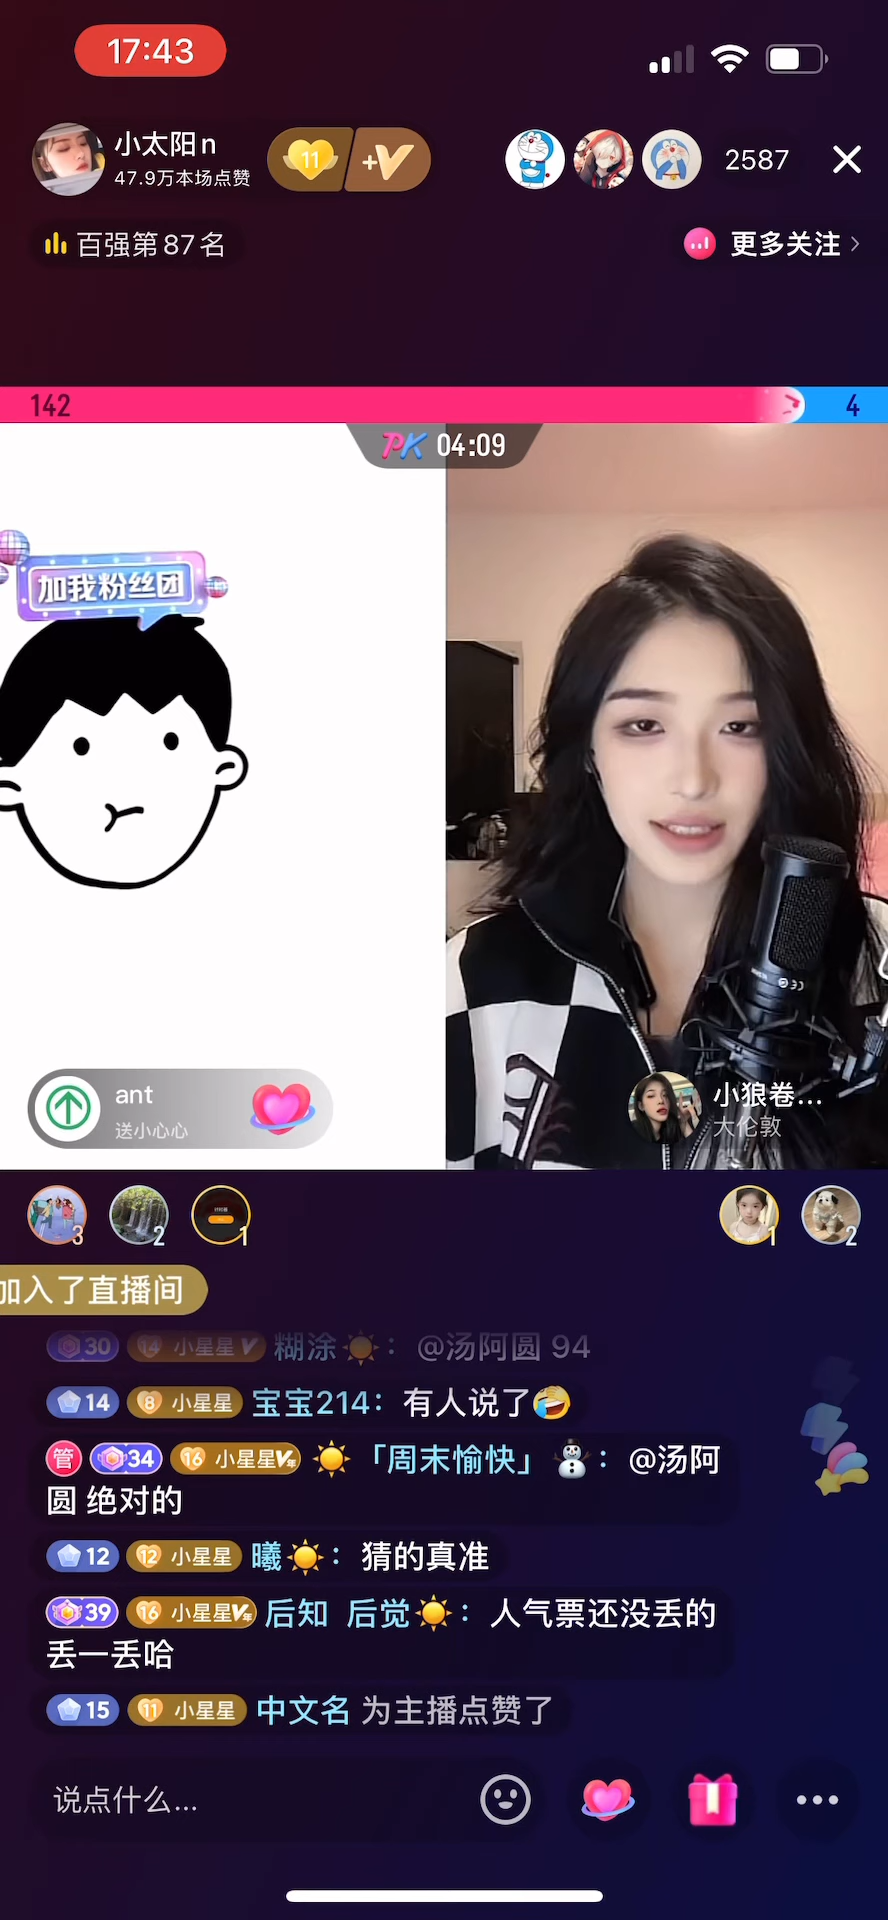 17:43
小太阳n
47.9万本场点赞
11
+V
2587
百强第87名
更多关注
142
4
PK 04:09
加我粉丝团
ant
送小心心
小狼卷...
大伦敦
3
2
1
1
2
加入了直播间
30 14 小星星V 糊涂☀️：@汤阿圆 94
14 8 小星星 宝宝214：有人说了🤣
管 34 16 小星星V年 ☀️「周末愉快」⛄：@汤阿
圆 绝对的
12 12 小星星 曦☀️：猜的真准
39 16 小星星V年 后知 后觉☀️：人气票还没丢的
丢一丢哈
15 11 小星星 中文名 为主播点赞了
说点什么...